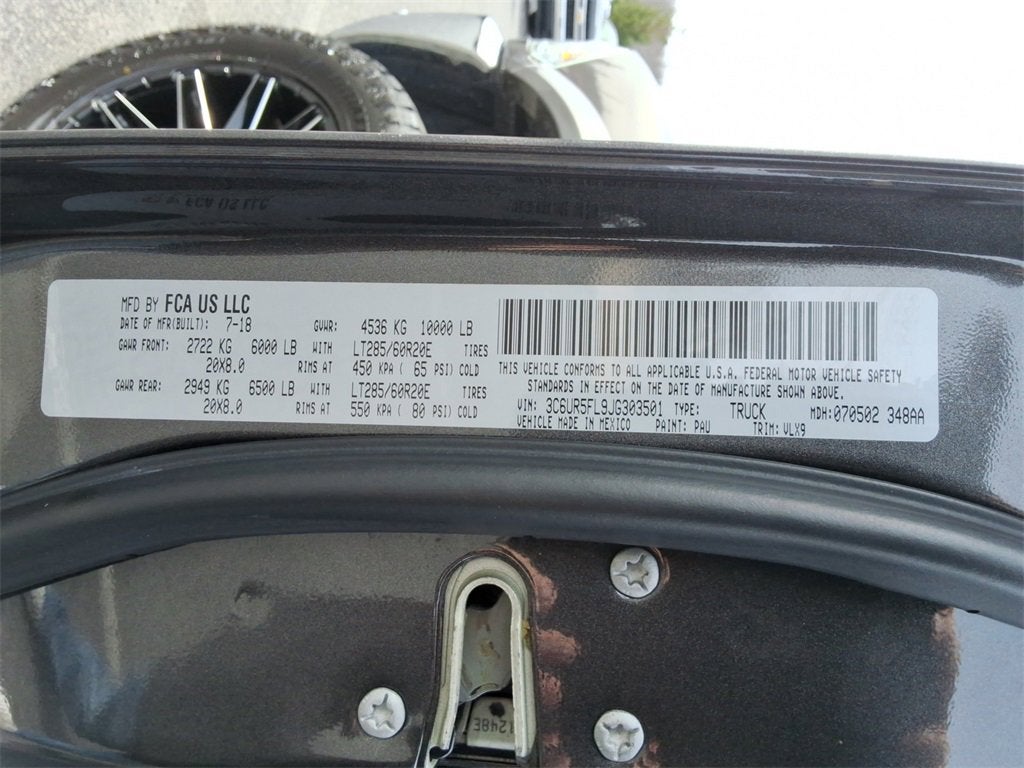 MFD BY FCA US LLC
DATE OF MFR(BUILT): 7-18 GVWR: 4536 KG 10000 LB
GAWR FRONT: 2722 KG 6000 LB WITH LT285/60R20E TIRES
20X8.0 RIMS AT 450 KPA ( 65 PSI) COLD
GAWR REAR: 2949 KG 6500 LB WITH LT285/60R20E TIRES
20X8.0 RIMS AT 550 KPA ( 80 PSI) COLD
THIS VEHICLE CONFORMS TO ALL APPLICABLE U.S.A. FEDERAL MOTOR VEHICLE SAFETY
STANDARDS IN EFFECT ON THE DATE OF MANUFACTURE SHOWN ABOVE.
VIN: 3C6UR5FL9JG303501 TYPE: TRUCK MDH:070502 348AA
VEHICLE MADE IN MEXICO PAINT: PAU TRIM: VLX9